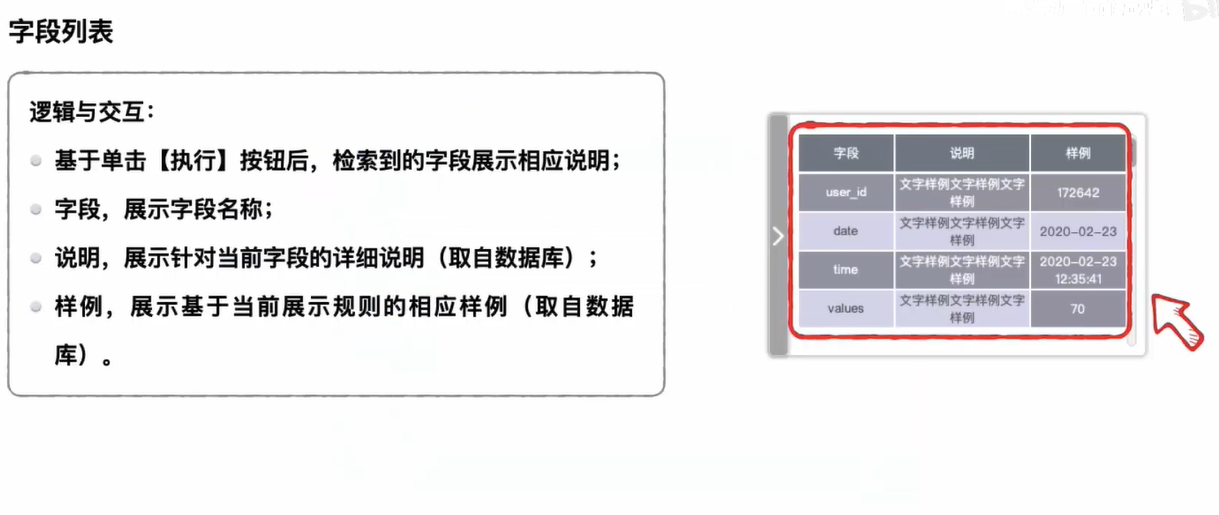 字段列表
逻辑与交互：
基于单击【执行】按钮后，检索到的字段展示相应说明；
字段，展示字段名称；
说明，展示针对当前字段的详细说明（取自数据库）；
样例，展示基于当前展示规则的相应样例（取自数据
库）。
字段 说明 样例
user_id 文字样例文字样例文字
样例 172642
date 文字样例文字样例文字
样例 2020-02-23
time 文字样例文字样例文字
样例 2020-02-23
12:35:41
values 文字样例文字样例文字
样例 70